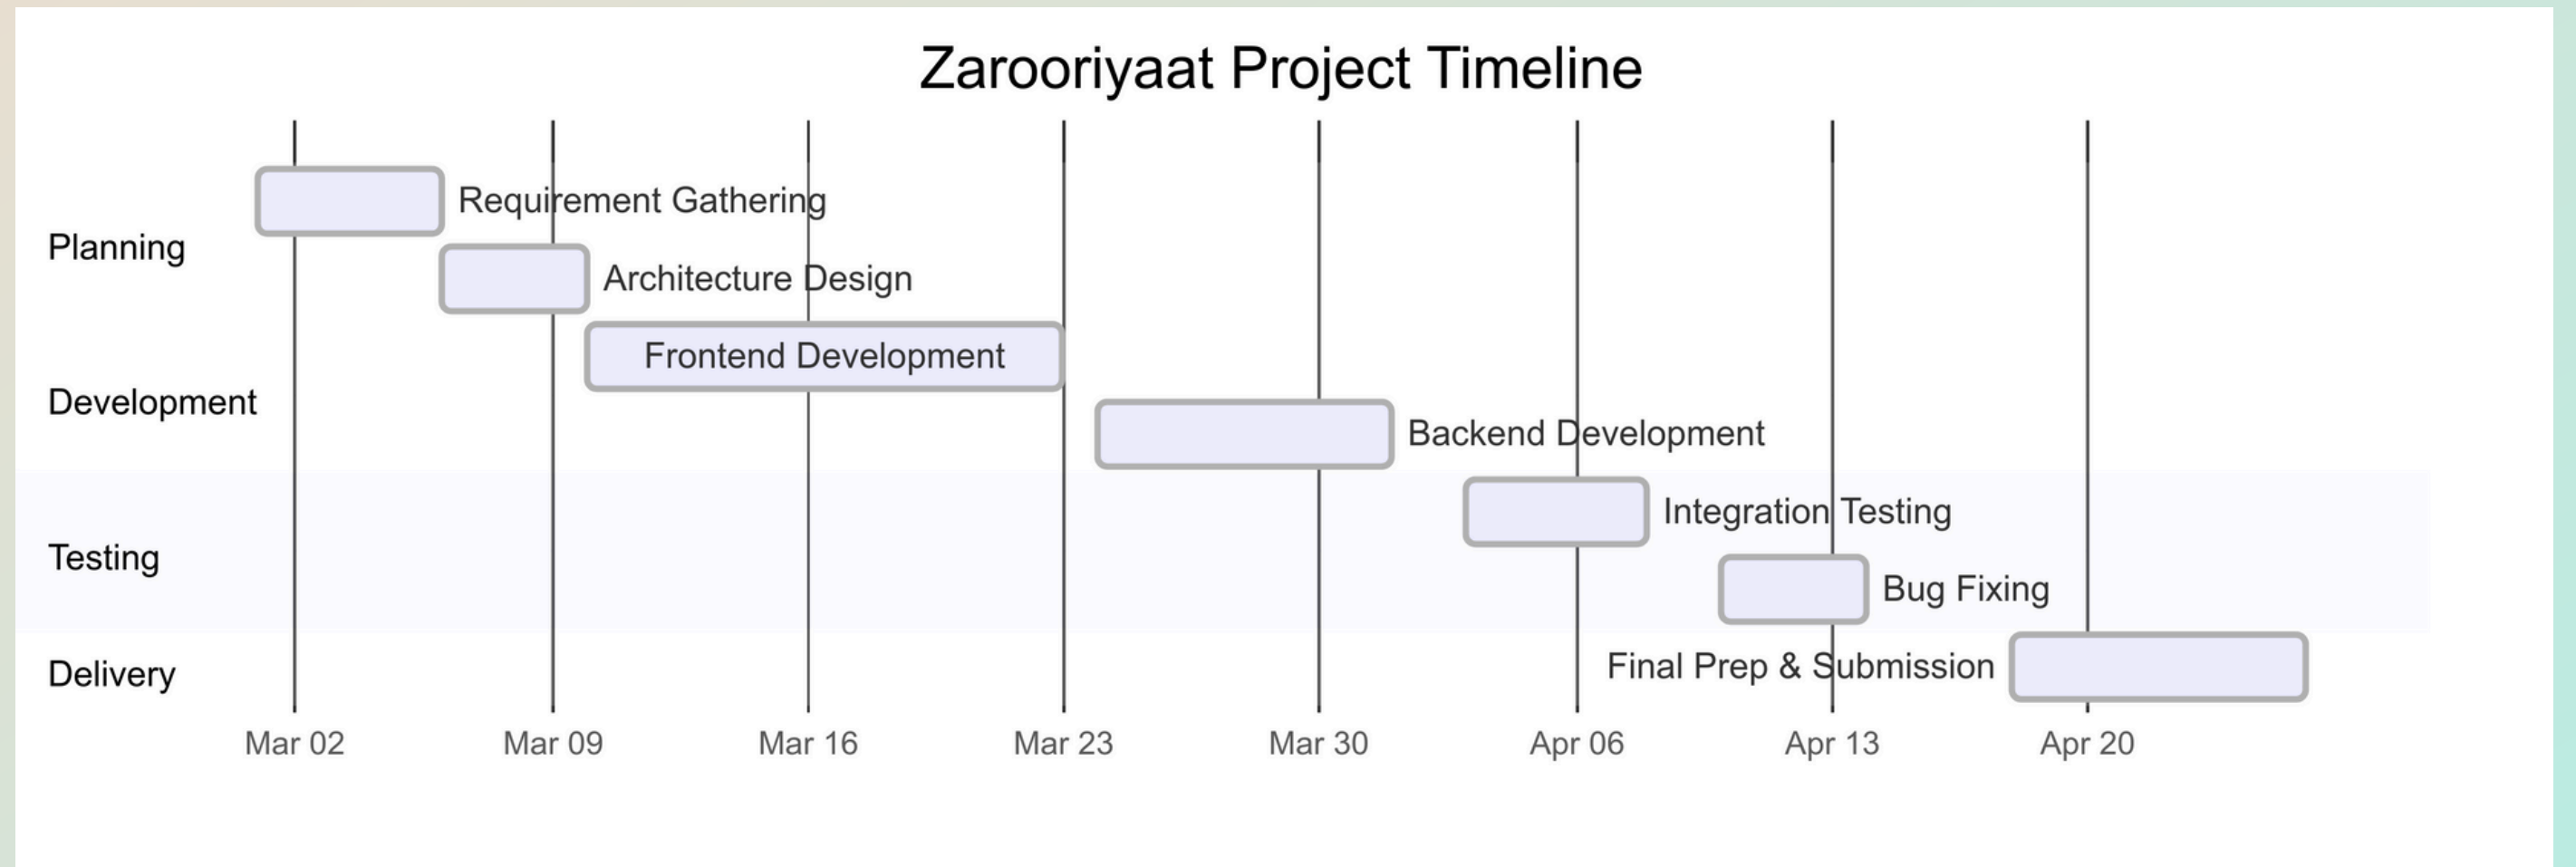 Zarooriyaat Project Timeline
Requirement Gathering
Planning
Architecture Design
Frontend Development
Development
Backend Development
Integration Testing
Testing
Bug Fixing
Final Prep & Submission
Delivery
Mar 02 Mar 09 Mar 16 Mar 23 Mar 30 Apr 06 Apr 13 Apr 20